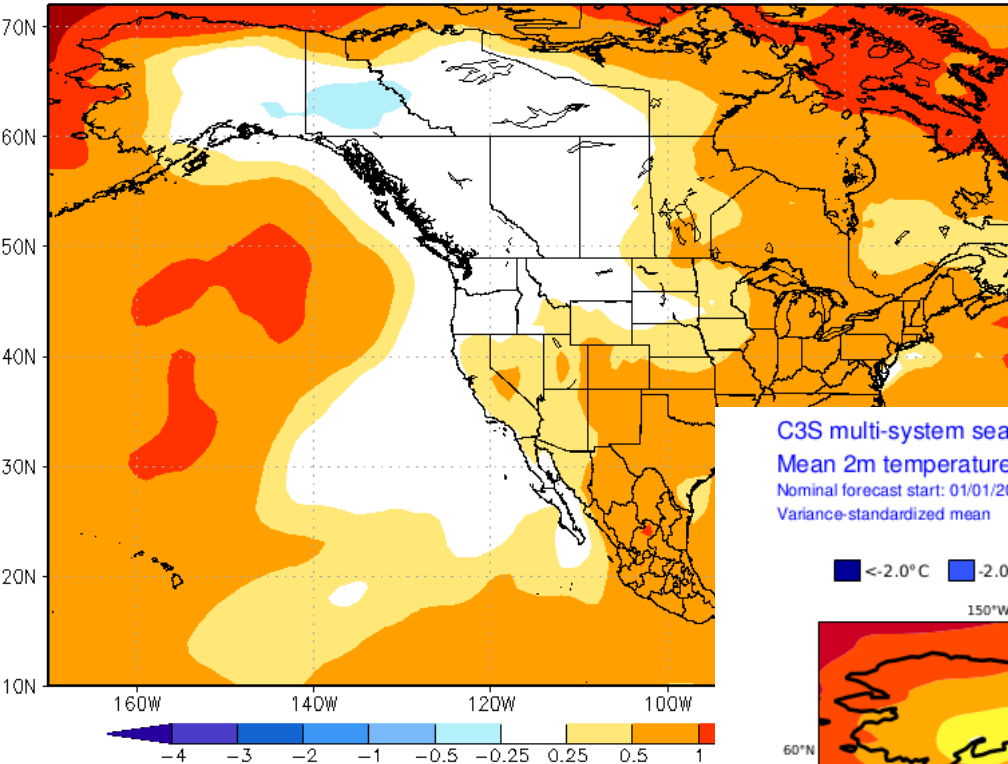 70N
60N
50N
40N
30N
20N
10N
160W 140W 120W 100W
-4 -3 -2 -1 -0.5 -0.25 0.25 0.5 1
C3S multi-system sea
Mean 2m temperature
Nominal forecast start: 01/01/20
Variance-standardized mean
<-2.0°C -2.0
150°W
60°N